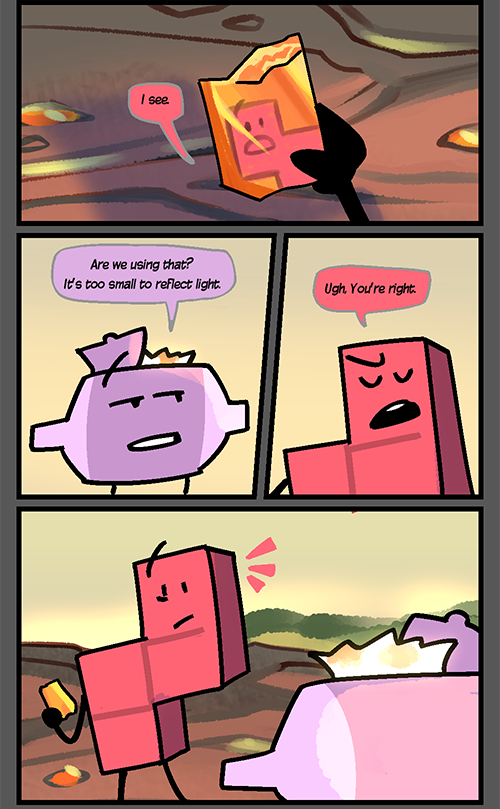 I see.
Are we using that?
It's too small to reflect light.
Ugh. You're right.